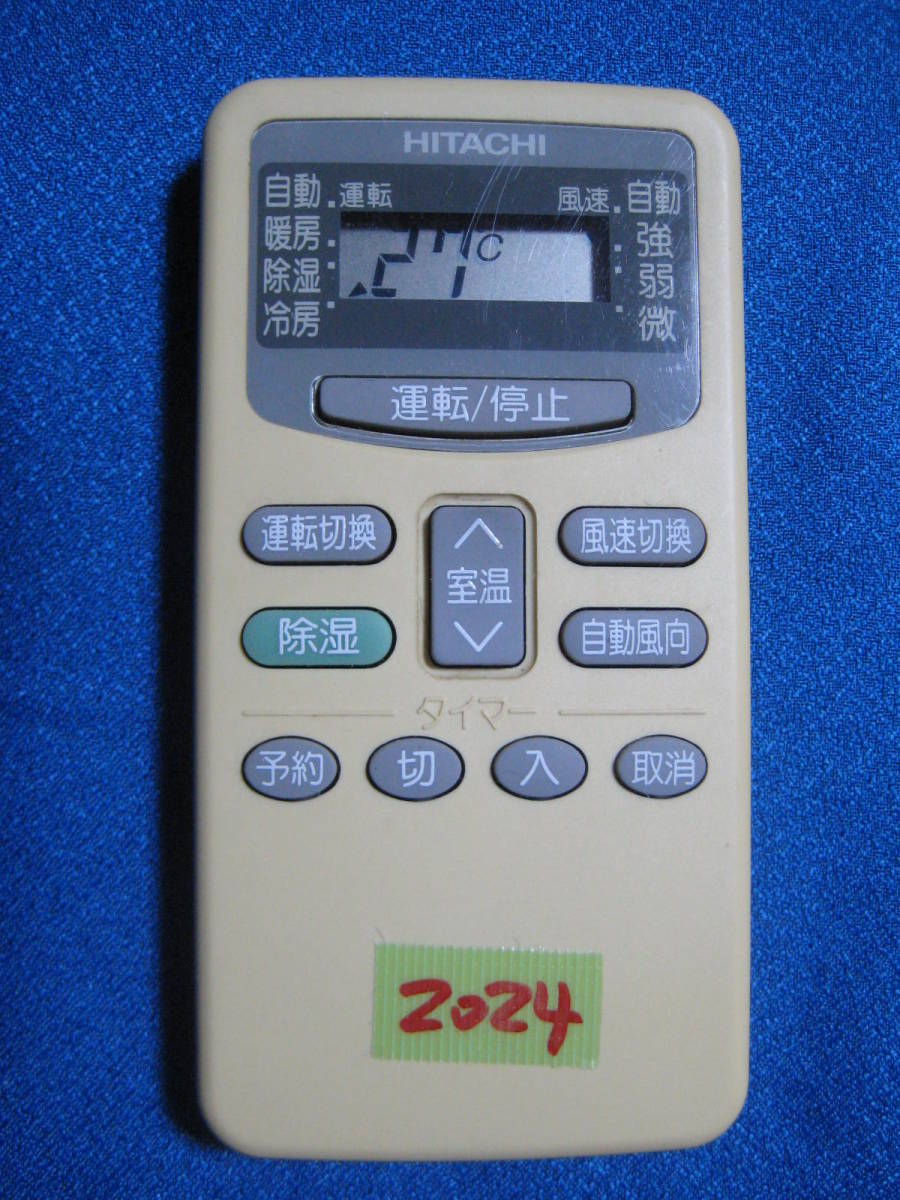 HITACHI
自動 運転 風速 自動
暖房 強
除湿 27℃ 弱
冷房 微
運転/停止
運転切換 室温 風速切換
除湿 自動風向
タイマー
予約 切 入 取消
2024